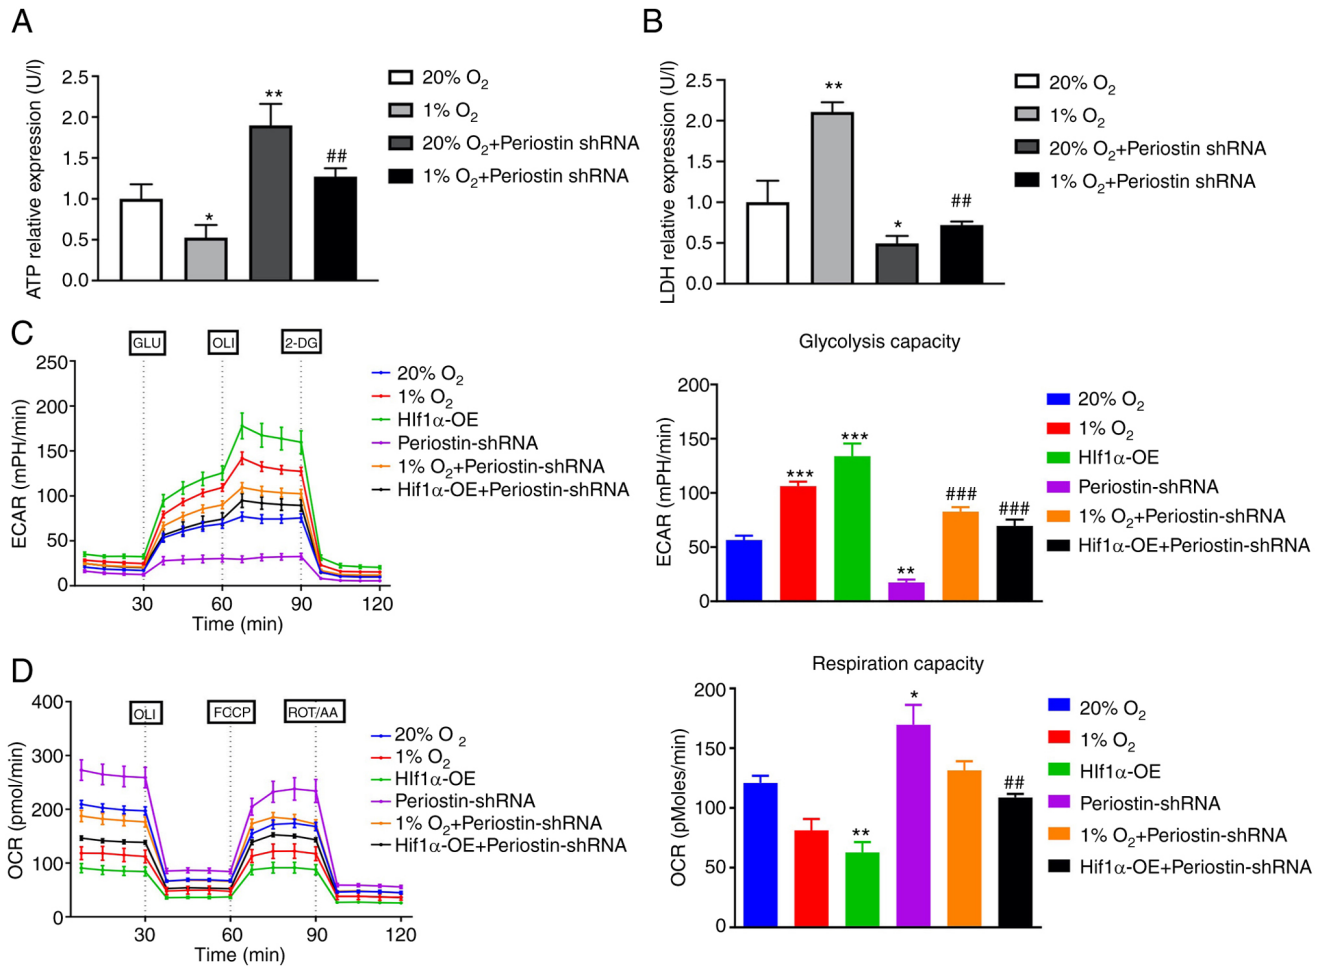 A
ATP relative expression (U/l)
2.5
2.0
1.5
1.0
0.5
0.0
*
**
##
20% O2
1% O2
20% O2+Periostin shRNA
1% O2+Periostin shRNA
B
LDH relative expression (U/l)
2.5
2.0
1.5
1.0
0.5
0.0
**
*
##
20% O2
1% O2
20% O2+Periostin shRNA
1% O2+Periostin shRNA
C
GLU
OLI
2-DG
ECAR (mPH/min)
250
200
150
100
50
0
30
60
90
120
Time (min)
20% O2
1% O2
HIf1α-OE
Periostin-shRNA
1% O2+Periostin-shRNA
Hif1α-OE+Periostin-shRNA
Glycolysis capacity
ECAR (mPH/min)
200
150
100
50
0
***
***
**
###
###
20% O2
1% O2
HIf1α-OE
Periostin-shRNA
1% O2+Periostin-shRNA
Hif1α-OE+Periostin-shRNA
D
OLI
FCCP
ROT/AA
OCR (pmol/min)
400
300
200
100
0
30
60
90
120
Time (min)
20% O 2
1% O2
HIf1α-OE
Periostin-shRNA
1% O2+Periostin-shRNA
Hif1α-OE+Periostin-shRNA
Respiration capacity
OCR (pMoles/min)
200
150
100
50
0
**
*
##
20% O2
1% O2
HIf1α-OE
Periostin-shRNA
1% O2+Periostin-shRNA
Hif1α-OE+Periostin-shRNA